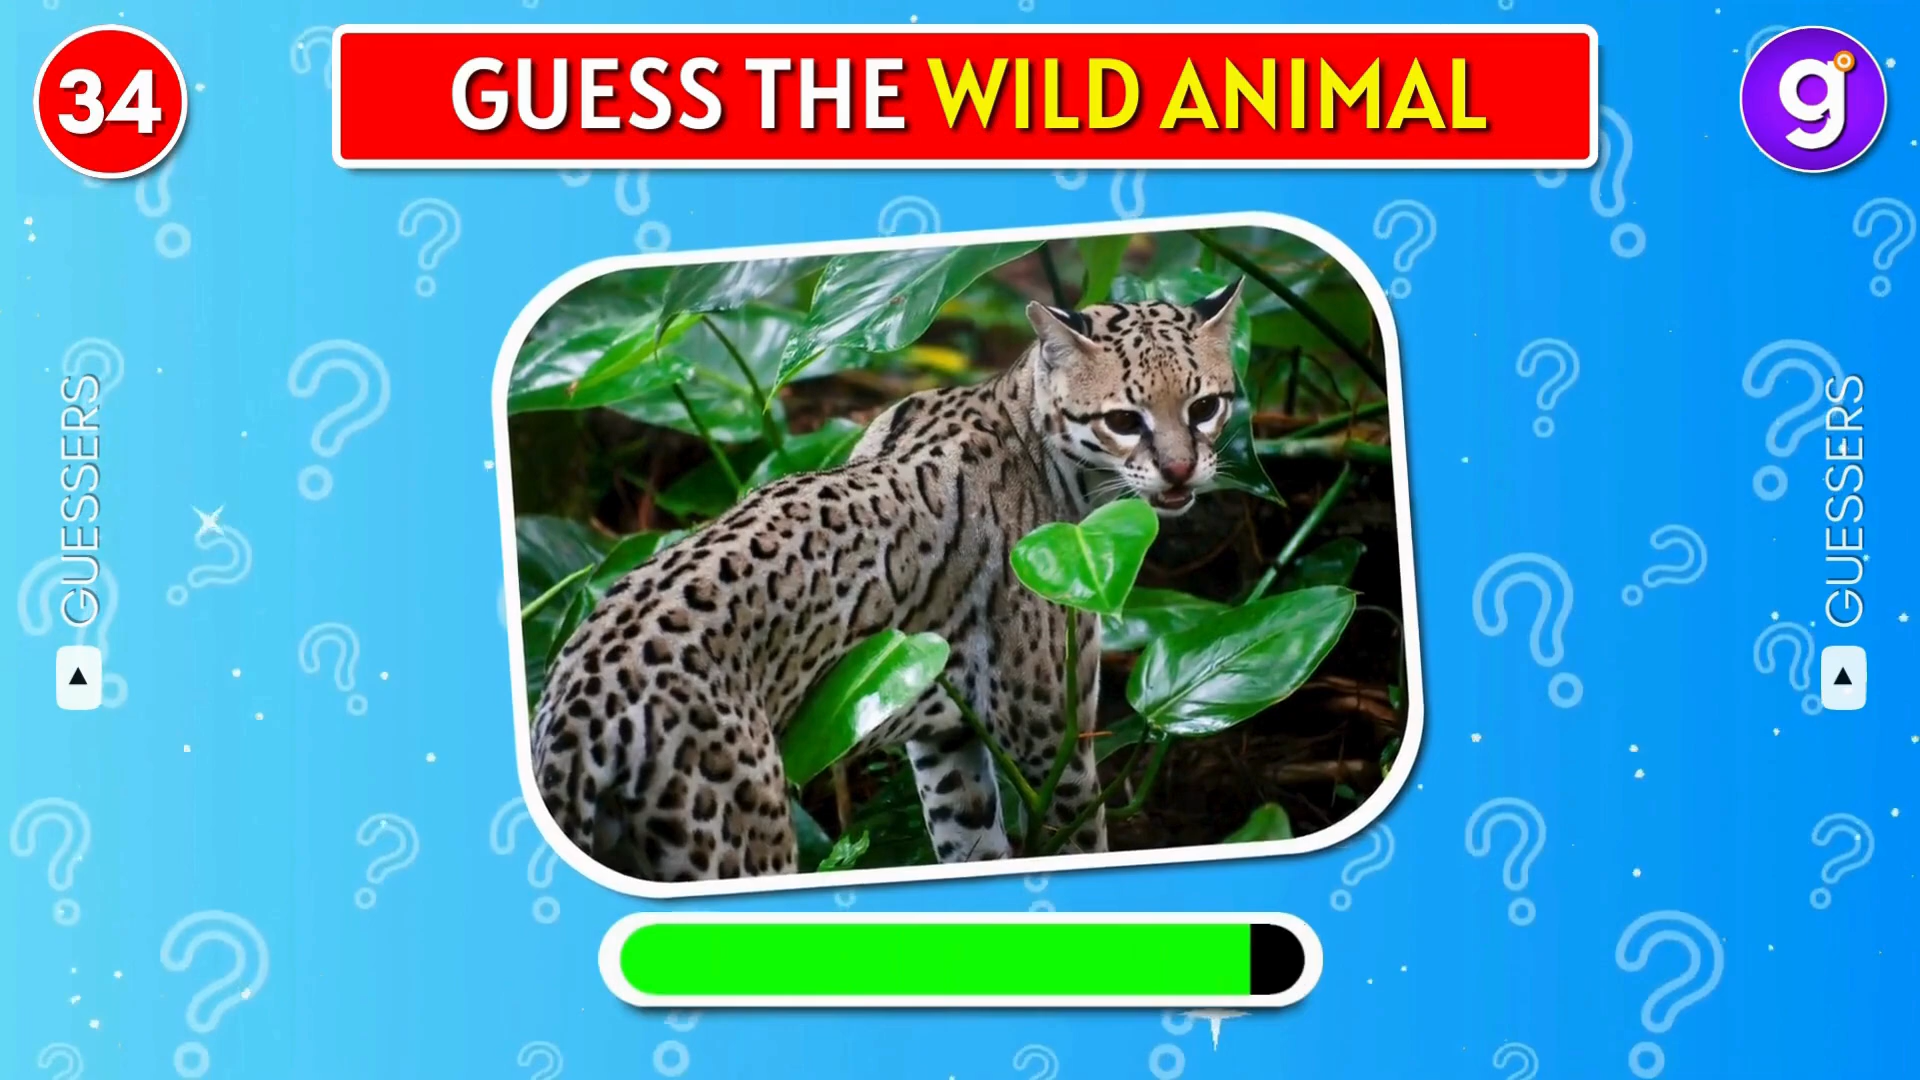 34
GUESS THE WILD ANIMAL
g
GUESSERS
GUESSERS